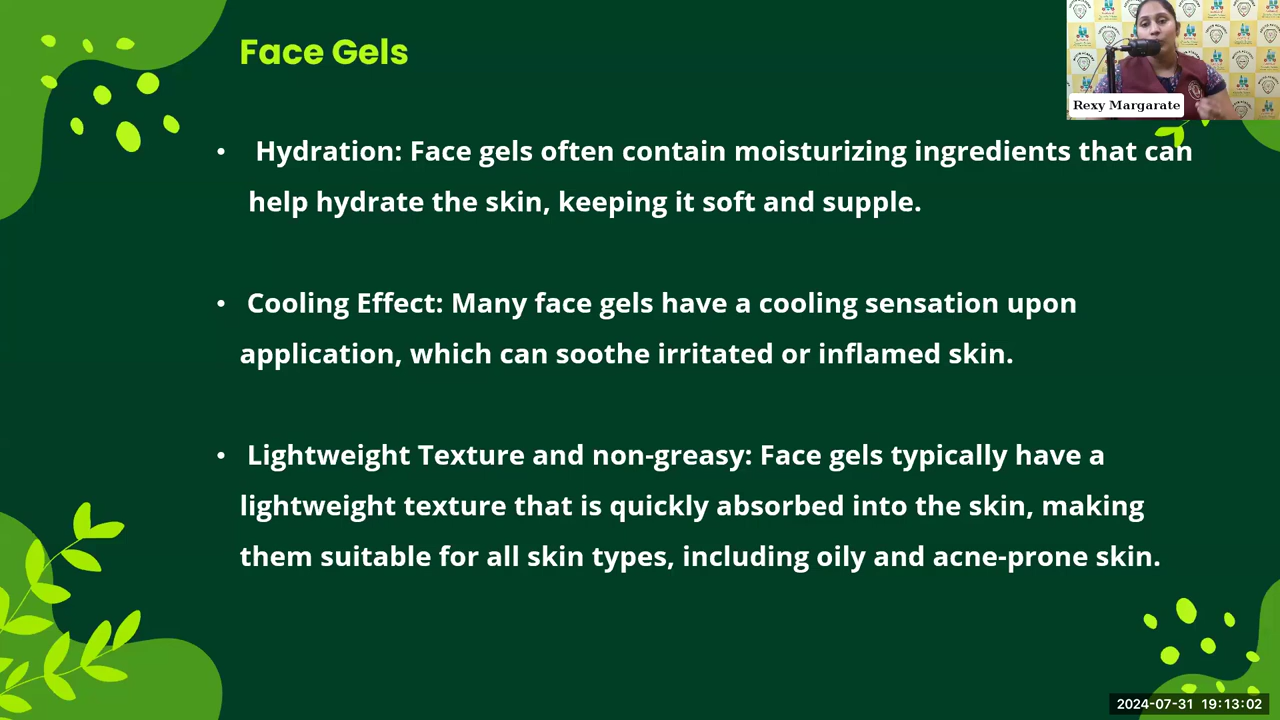 Face Gels
Rexy Margarate
• Hydration: Face gels often contain moisturizing ingredients that can
help hydrate the skin, keeping it soft and supple.
• Cooling Effect: Many face gels have a cooling sensation upon
application, which can soothe irritated or inflamed skin.
• Lightweight Texture and non-greasy: Face gels typically have a
lightweight texture that is quickly absorbed into the skin, making
them suitable for all skin types, including oily and acne-prone skin.
2024-07-31 19:13:02